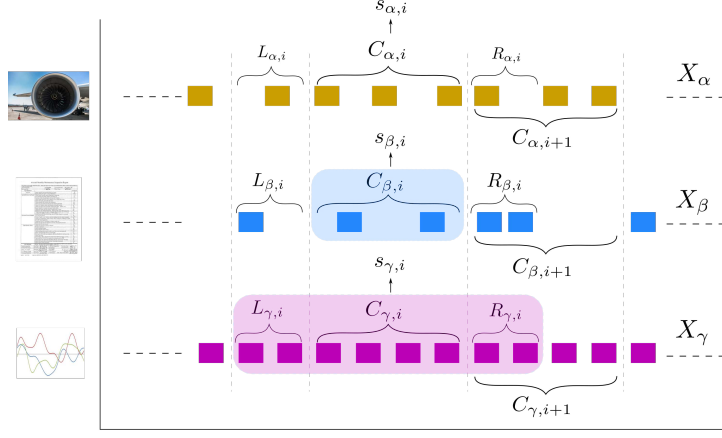 s_{α,i}
L_{α,i} C_{α,i} R_{α,i}
X_α
C_{α,i+1}
s_{β,i}
L_{β,i} C_{β,i} R_{β,i}
X_β
C_{β,i+1}
s_{γ,i}
L_{γ,i} C_{γ,i} R_{γ,i}
X_γ
C_{γ,i+1}